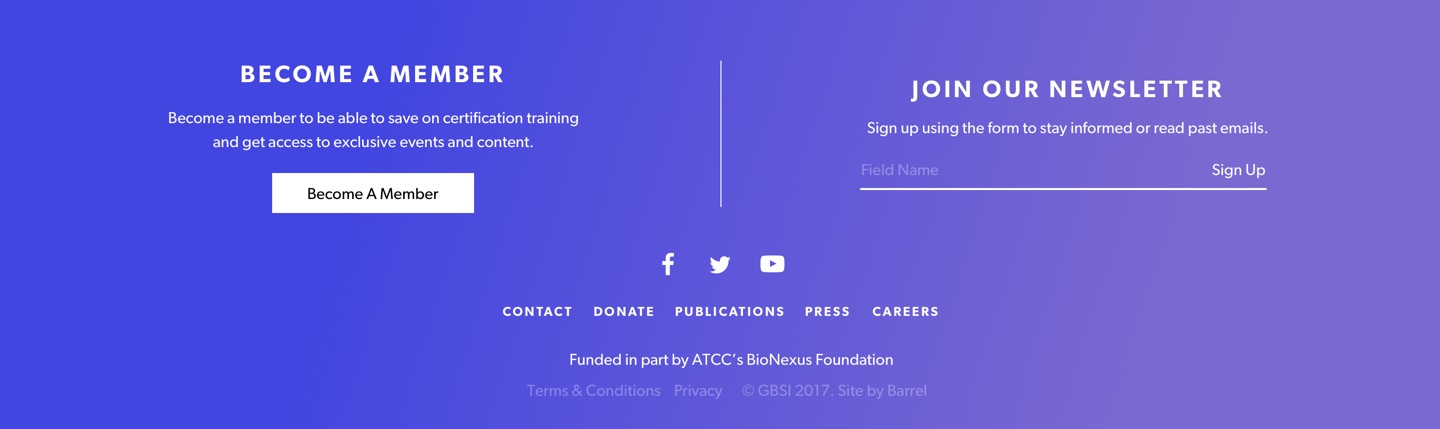 BECOME A MEMBER
Become a member to be able to save on certification training
and get access to exclusive events and content.
Become A Member
JOIN OUR NEWSLETTER
Sign up using the form to stay informed or read past emails.
Field Name Sign Up
CONTACT DONATE PUBLICATIONS PRESS CAREERS
Funded in part by ATCC’s BioNexus Foundation
Terms & Conditions Privacy © GBSI 2017. Site by Barrel